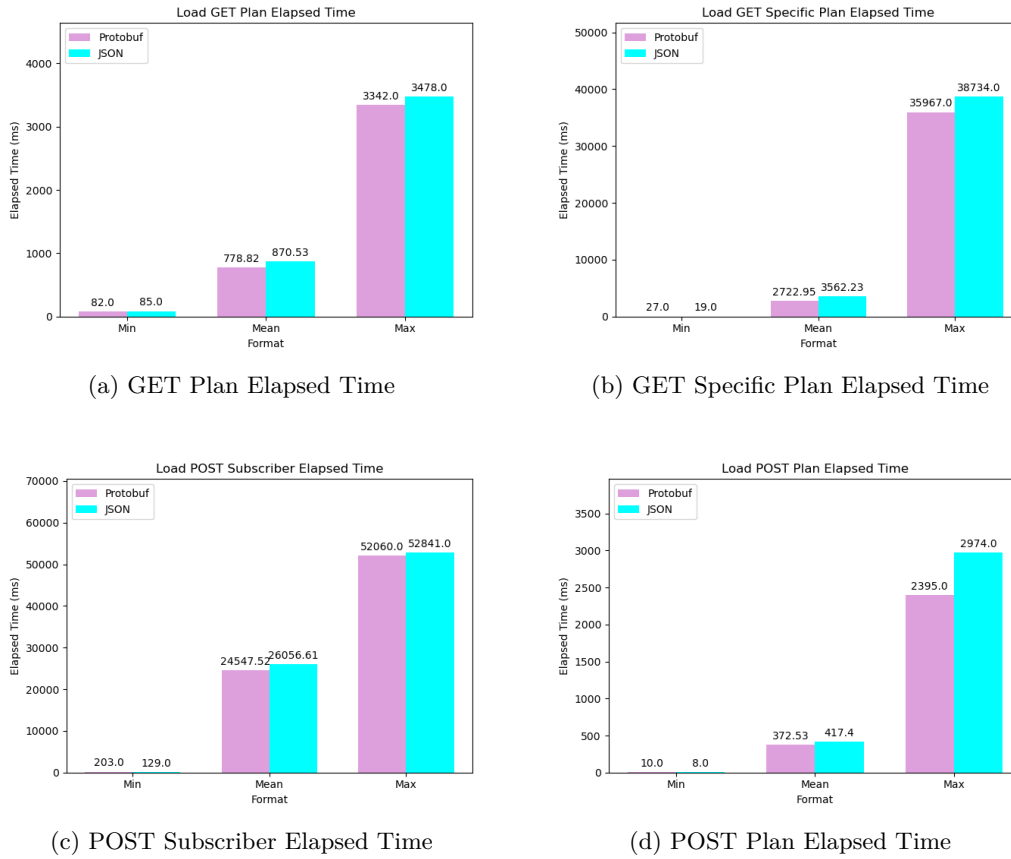 Load GET Plan Elapsed Time
Protobuf
JSON
4000
3000
2000
1000
0
Elapsed Time (ms)
82.0
85.0
778.82
870.53
3342.0
3478.0
Min
Mean
Max
Format
(a) GET Plan Elapsed Time
Load GET Specific Plan Elapsed Time
Protobuf
JSON
50000
40000
30000
20000
10000
0
Elapsed Time (ms)
27.0
19.0
2722.95
3562.23
35967.0
38734.0
Min
Mean
Max
Format
(b) GET Specific Plan Elapsed Time
Load POST Subscriber Elapsed Time
Protobuf
JSON
70000
60000
50000
40000
30000
20000
10000
0
Elapsed Time (ms)
203.0
129.0
24547.52
26056.61
52060.0
52841.0
Min
Mean
Max
Format
(c) POST Subscriber Elapsed Time
Load POST Plan Elapsed Time
Protobuf
JSON
3500
3000
2500
2000
1500
1000
500
0
Elapsed Time (ms)
10.0
8.0
372.53
417.4
2395.0
2974.0
Min
Mean
Max
Format
(d) POST Plan Elapsed Time